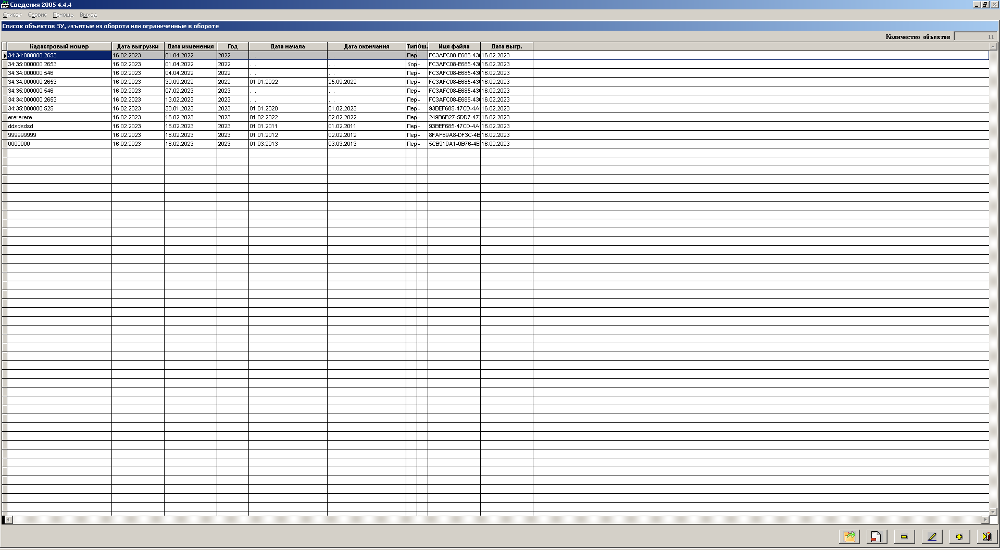 Сведения 2005 4.4.4
Список Сервис Помощь Выход
Список объектов ЗУ, изъятые из оборота или ограниченные в обороте
Количество объектов 11
Кадастровый номер Дата выгрузки Дата изменения Год Дата начала Дата окончания Тип Ош. Имя файла Дата выгр.
34:34:000000:2653 16.02.2023 01.04.2022 2022 . . . . Пер - FC3AFC08-E685-436 16.02.2023
34:35:000000:2653 16.02.2023 01.04.2022 2022 . . . . Кор - FC3AFC08-E685-436 16.02.2023
34:34:000000:546 16.02.2023 04.04.2022 2022 . . . . Пер - FC3AFC08-E685-436 16.02.2023
34:34:000000:2653 16.02.2023 30.09.2022 2022 01.01.2022 25.09.2022 Пер - FC3AFC08-E685-436 16.02.2023
34:35:000000:546 16.02.2023 07.02.2023 2023 . . . . Пер - FC3AFC08-E685-436 16.02.2023
34:34:000000:2653 16.02.2023 13.02.2023 2023 . . . . Пер - FC3AFC08-E685-436 16.02.2023
34:35:000000:525 16.02.2023 30.01.2023 2023 01.01.2020 01.02.2023 Пер - 93BEF685-47CD-4A 16.02.2023
erererere 16.02.2023 16.02.2023 2023 01.02.2022 02.02.2022 Пер - 249B6B27-5DD7-47 16.02.2023
ddsdsdsd 16.02.2023 16.02.2023 2023 01.01.2011 01.02.2011 Пер - 93BEF685-47CD-4A 16.02.2023
999999999 16.02.2023 16.02.2023 2023 01.01.2012 02.02.2012 Пер - 8FAF69A8-DF3C-4B 16.02.2023
0000000 16.02.2023 16.02.2023 2023 01.03.2013 03.03.2013 Пер - 5CB910A1-0B76-4E 16.02.2023